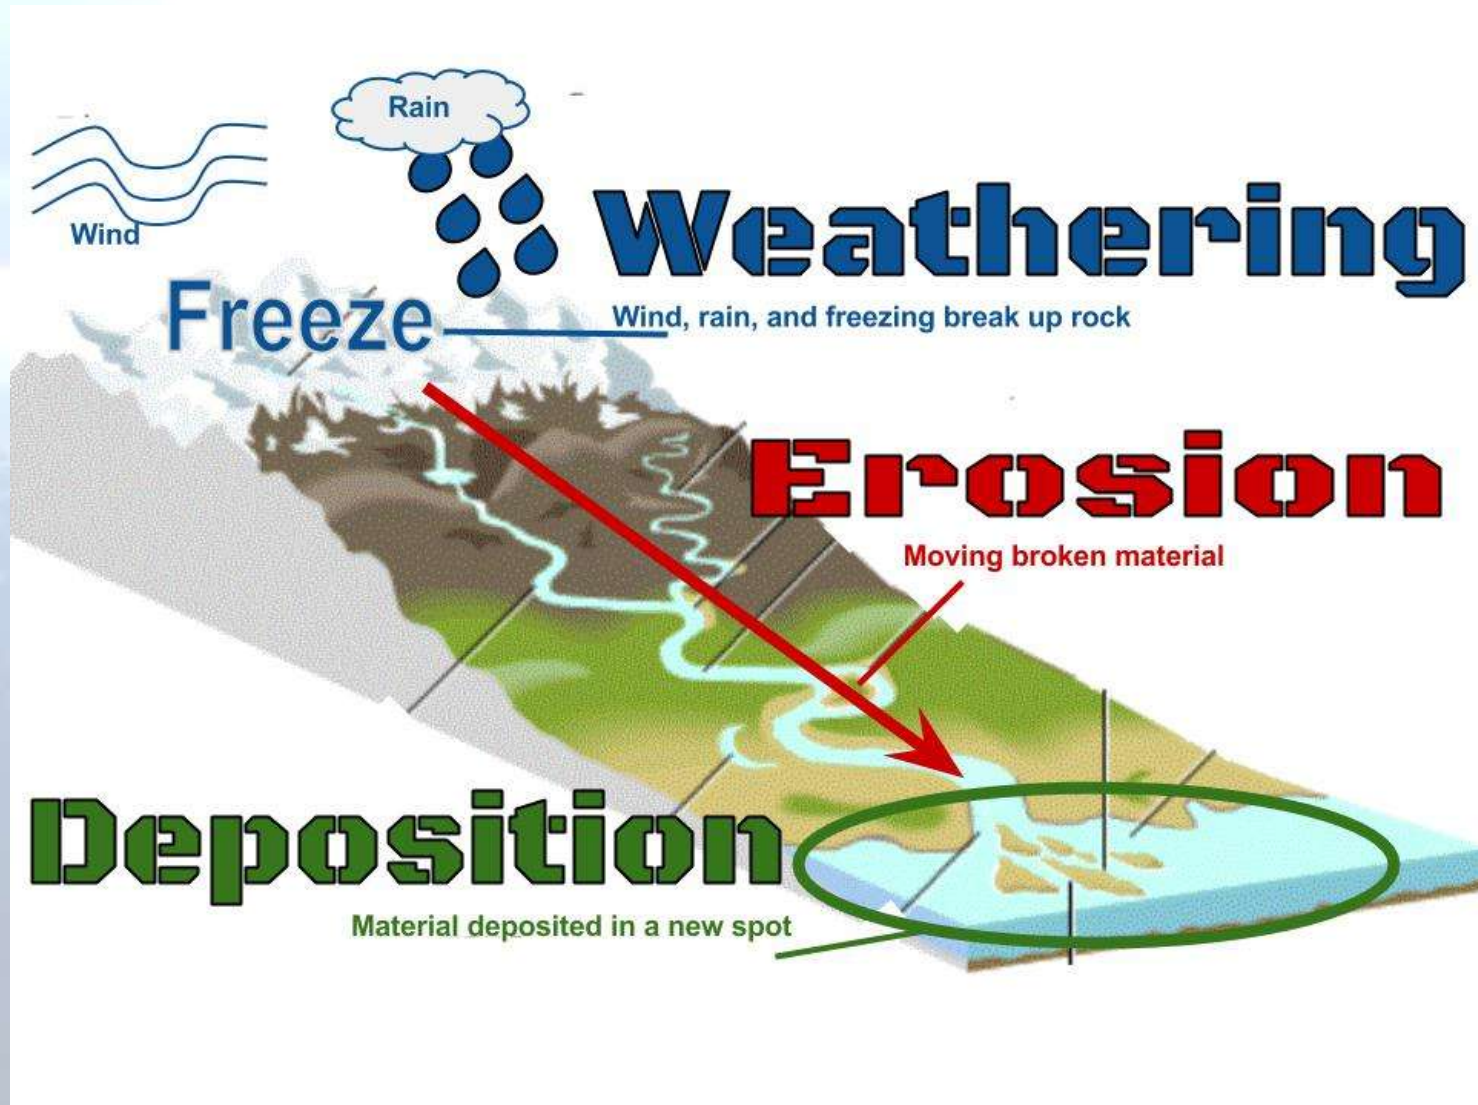 Rain
Wind
Weathering
Freeze
Wind, rain, and freezing break up rock
Erosion
Moving broken material
Deposition
Material deposited in a new spot